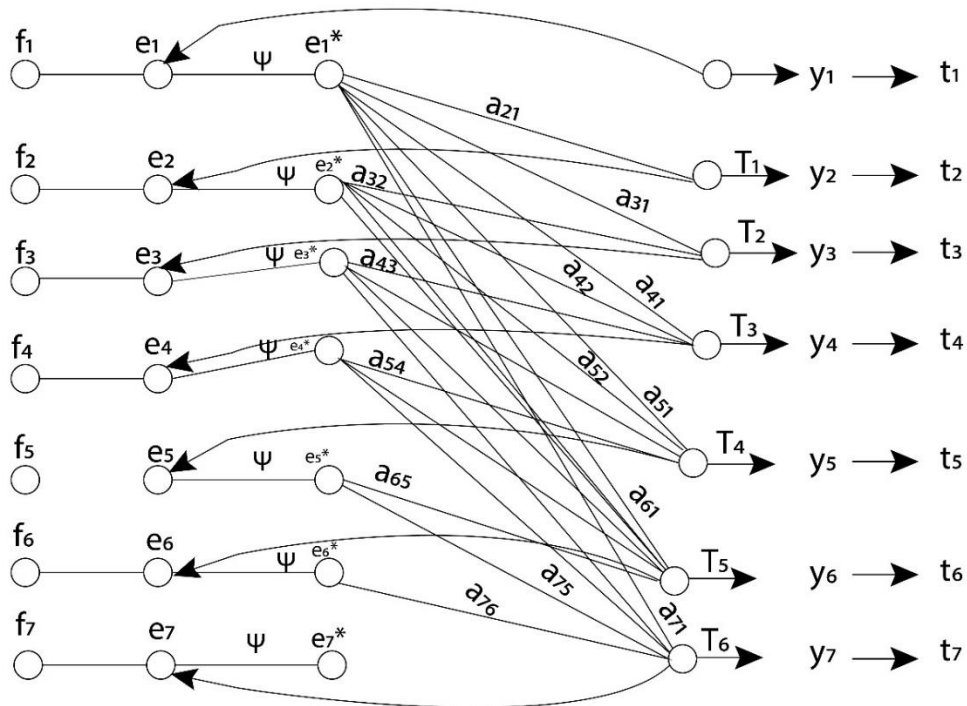 f₁ e₁ ψ e₁* y₁ t₁
a₂₁
f₂ e₂ ψ e₂* a₃₂ T₁ y₂ t₂
a₃₁
f₃ e₃ ψ e₃* a₄₃ T₂ y₃ t₃
a₄₂ a₄₁
f₄ e₄ ψ e₄* a₅₄ a₅₂ T₃ y₄ t₄
a₅₁
f₅ e₅ ψ e₅* a₆₅ T₄ y₅ t₅
a₆₁
f₆ e₆ ψ e₆* T₅ y₆ t₆
a₇₆ a₇₅ a₇₁
f₇ e₇ ψ e₇* T₆ y₇ t₇